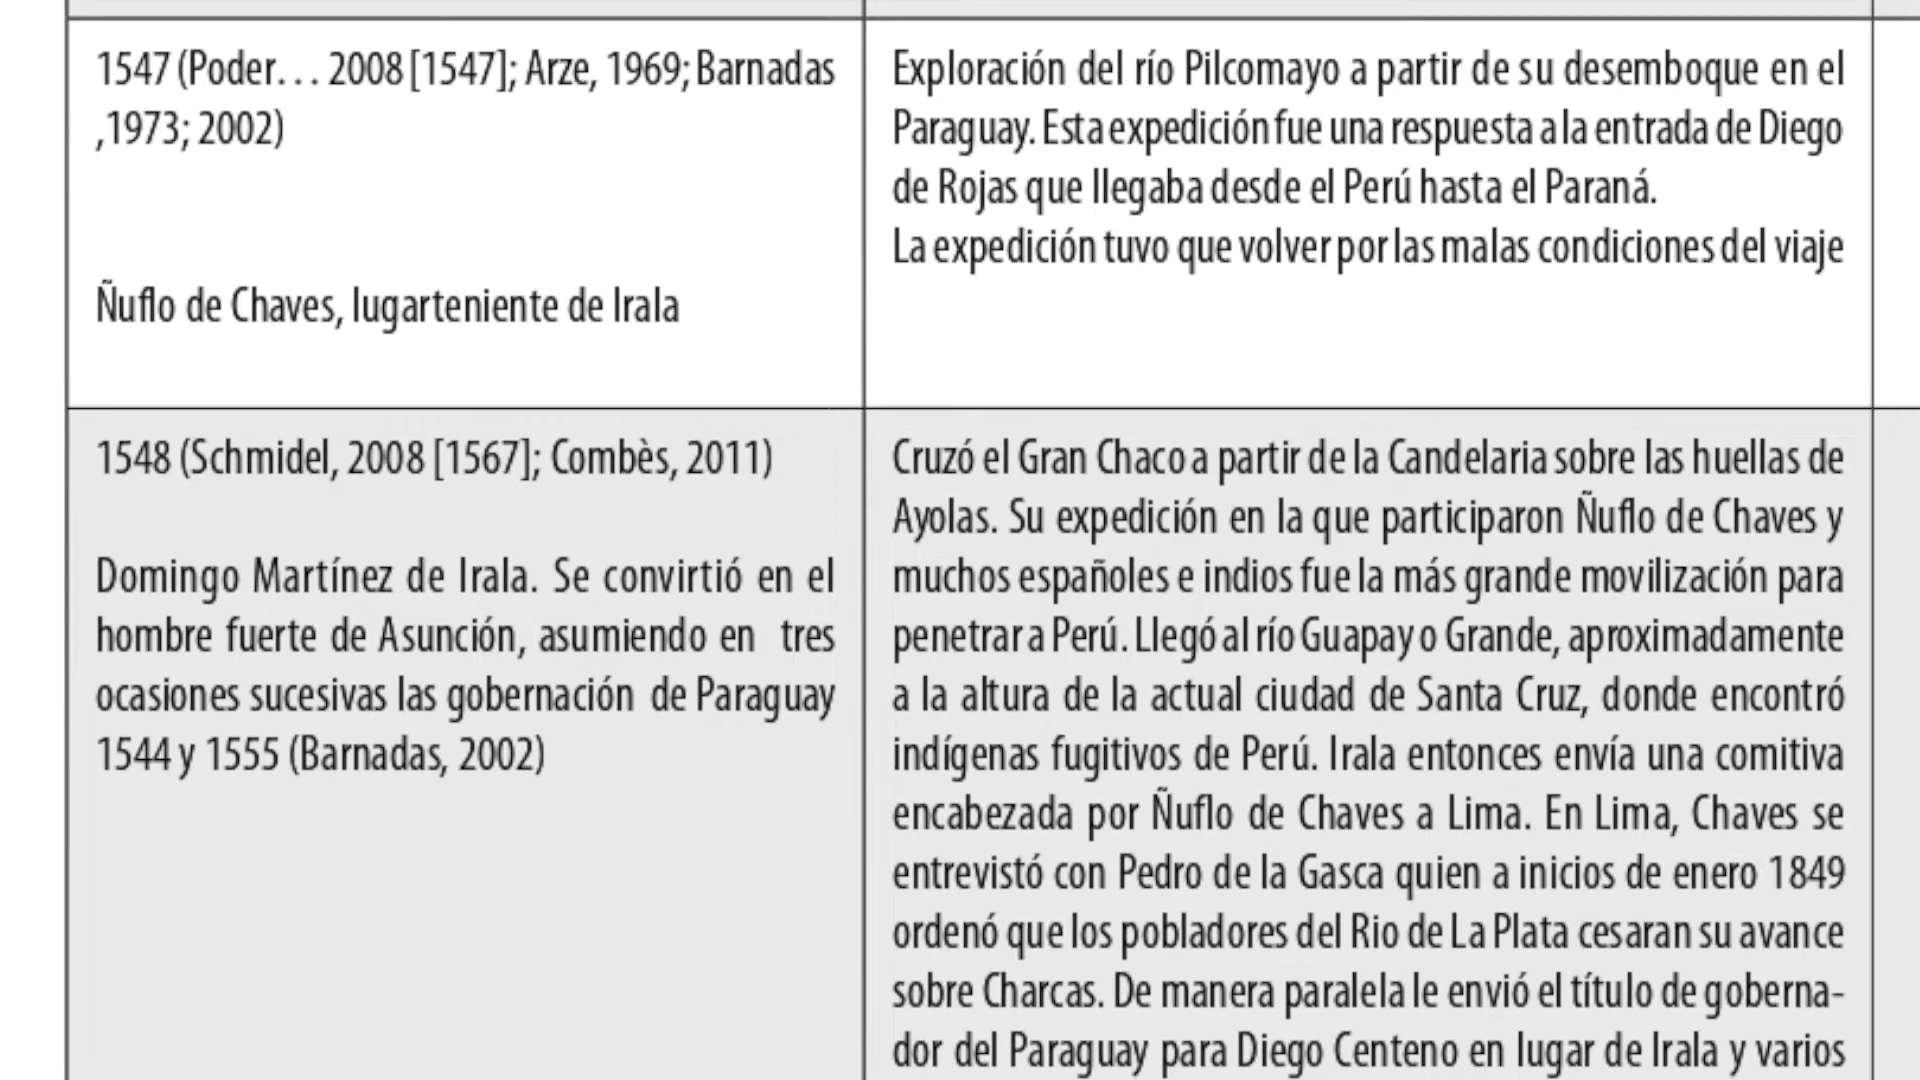 1547 (Poder… 2008 [1547]; Arze, 1969; Barnadas
,1973; 2002)
Ñuflo de Chaves, lugarteniente de Irala
Exploración del río Pilcomayo a partir de su desemboque en el
Paraguay. Esta expedición fue una respuesta a la entrada de Diego
de Rojas que llegaba desde el Perú hasta el Paraná.
La expedición tuvo que volver por las malas condiciones del viaje
1548 (Schmidel, 2008 [1567]; Combès, 2011)
Domingo Martínez de Irala. Se convirtió en el
hombre fuerte de Asunción, asumiendo en tres
ocasiones sucesivas las gobernación de Paraguay
1544 y 1555 (Barnadas, 2002)
Cruzó el Gran Chaco a partir de la Candelaria sobre las huellas de
Ayolas. Su expedición en la que participaron Ñuflo de Chaves y
muchos españoles e indios fue la más grande movilización para
penetrar a Perú. Llegó al río Guapay o Grande, aproximadamente
a la altura de la actual ciudad de Santa Cruz, donde encontró
indígenas fugitivos de Perú. Irala entonces envía una comitiva
encabezada por Ñuflo de Chaves a Lima. En Lima, Chaves se
entrevistó con Pedro de la Gasca quien a inicios de enero 1849
ordenó que los pobladores del Rio de La Plata cesaran su avance
sobre Charcas. De manera paralela le envió el título de goberna-
dor del Paraguay para Diego Centeno en lugar de Irala y varios